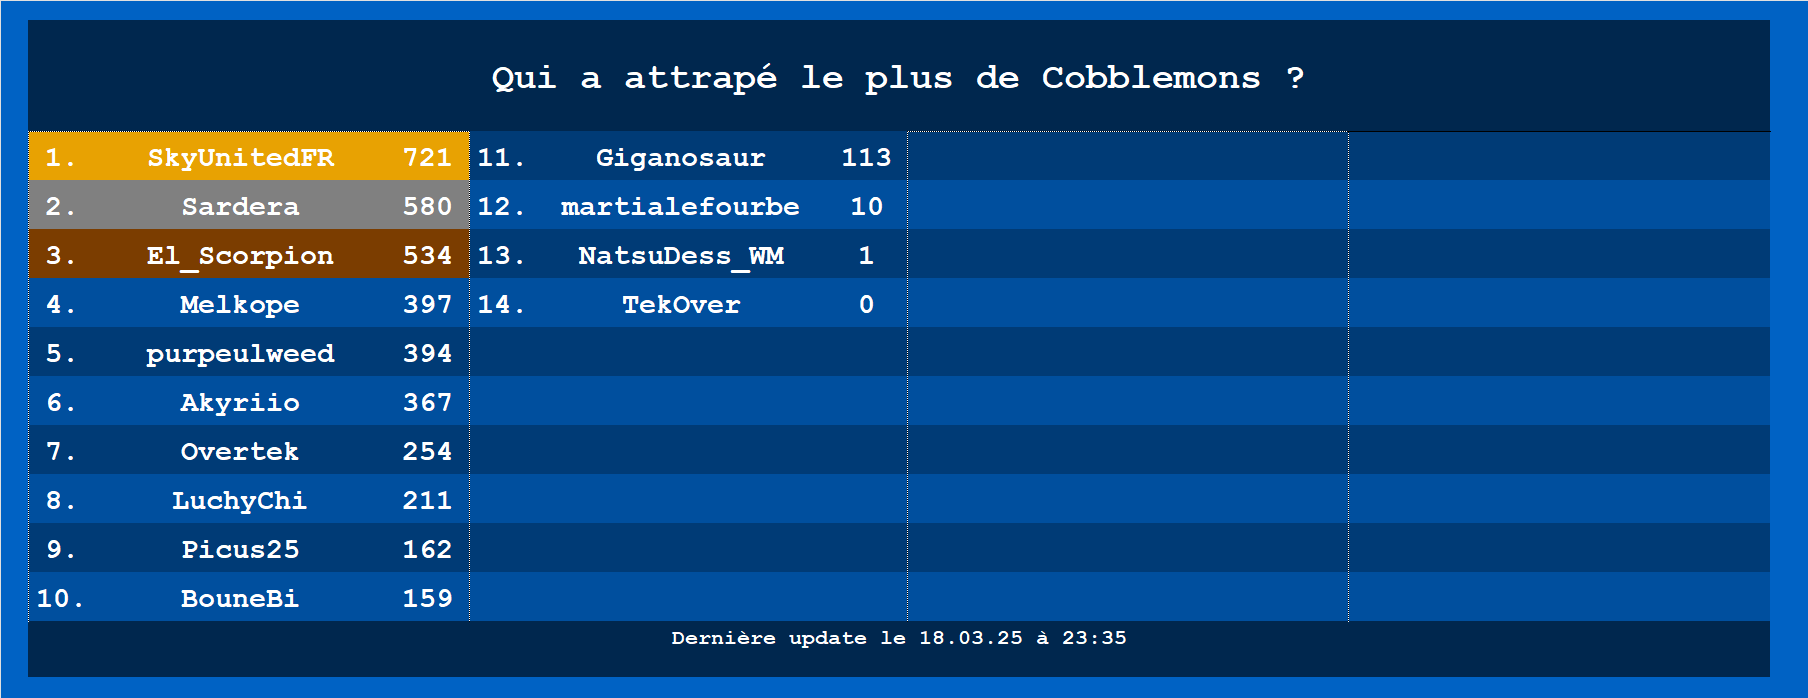 Qui a attrapé le plus de Cobblemons ?
1. SkyUnitedFR 721
2. Sardera 580
3. El_Scorpion 534
4. Melkope 397
5. purpeulweed 394
6. Akyriio 367
7. Overtek 254
8. LuchyChi 211
9. Picus25 162
10. BouneBi 159
11. Giganosaur 113
12. martialefourbe 10
13. NatsuDess_WM 1
14. TekOver 0
Dernière update le 18.03.25 à 23:35